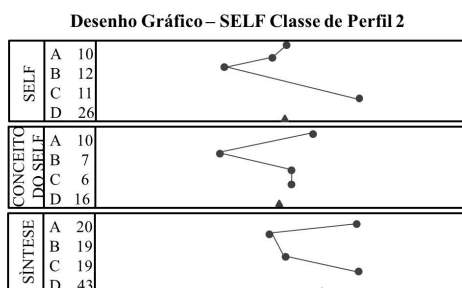 Desenho Gráfico – SELF Classe de Perfil 2
SELF
A 10
B 12
C 11
D 26
CONCEITO
DO SELF
A 10
B 7
C 6
D 16
SÌNTESE
A 20
B 19
C 19
D 43